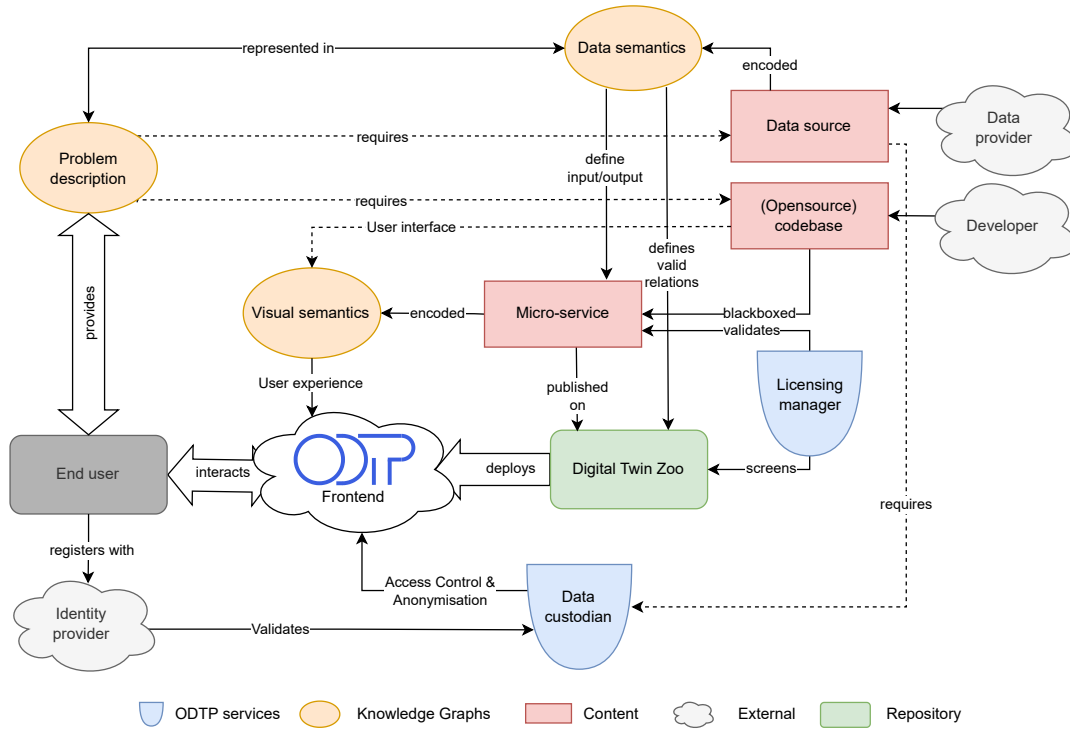 represented in
Data semantics
encoded
Data source
Data
provider
requires
Problem
description
define
input/output
requires
(Opensource)
codebase
Developer
User interface
defines
valid
relations
provides
Visual semantics
encoded
Micro-service
blackboxed
validates
User experience
published
on
Licensing
manager
End user
interacts
ODTP
Frontend
deploys
Digital Twin Zoo
screens
requires
registers with
Access Control &
Anonymisation
Data
custodian
Identity
provider
Validates
ODTP services
Knowledge Graphs
Content
External
Repository